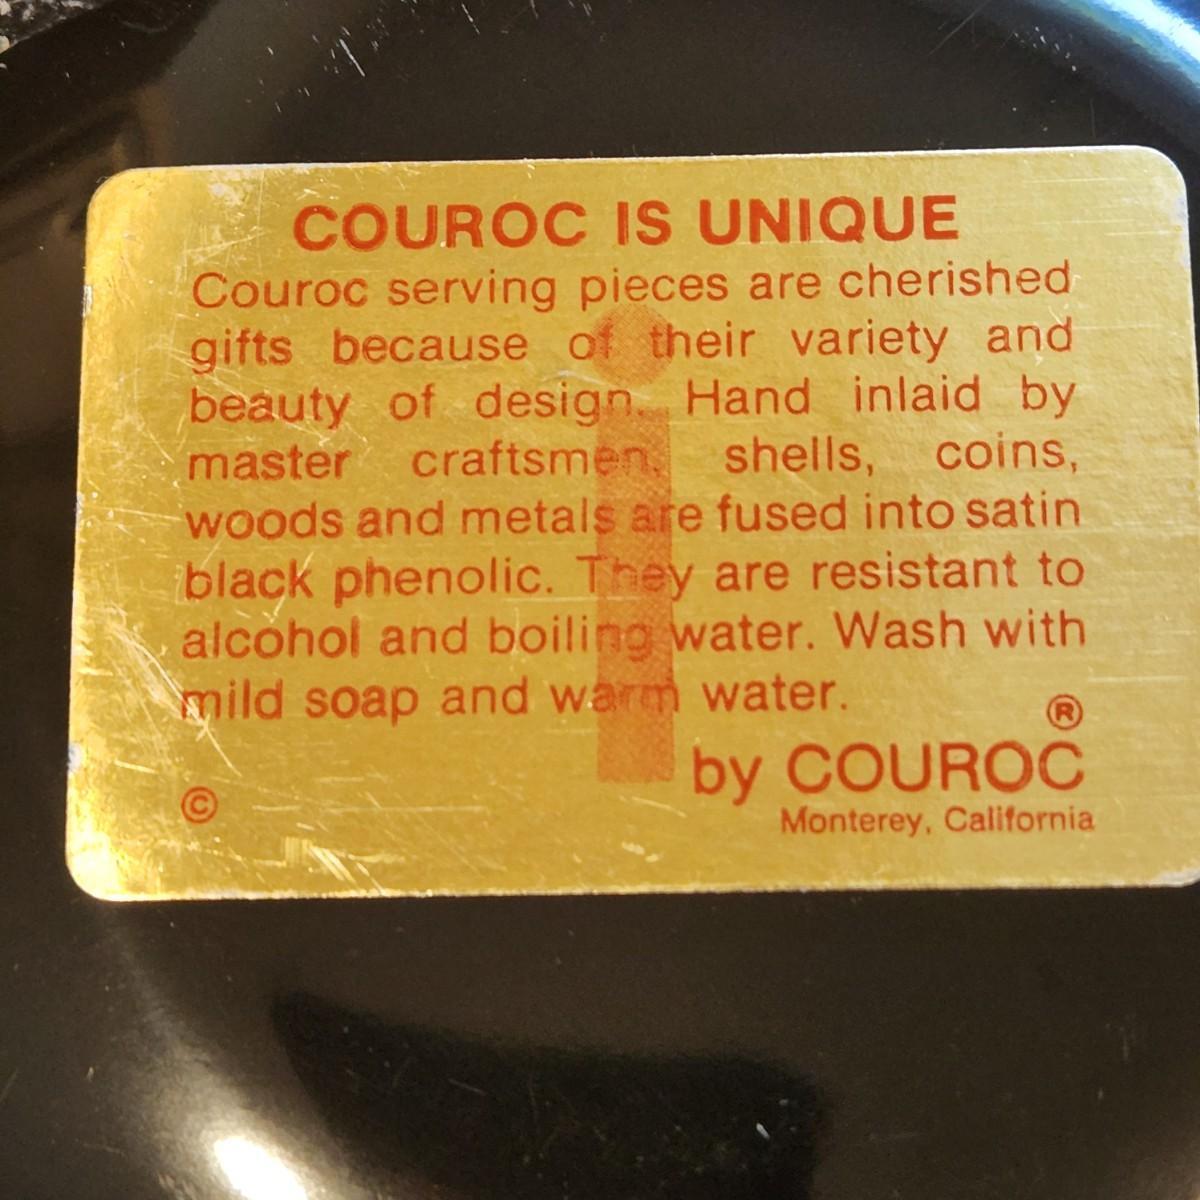 COUROC IS UNIQUE
Couroc serving pieces are cherished
gifts because of their variety and
beauty of design. Hand inlaid by
master craftsmen, shells, coins,
woods and metals are fused into satin
black phenolic. They are resistant to
alcohol and boiling water. Wash with
mild soap and warm water.
®
by COUROC
©
Monterey, California